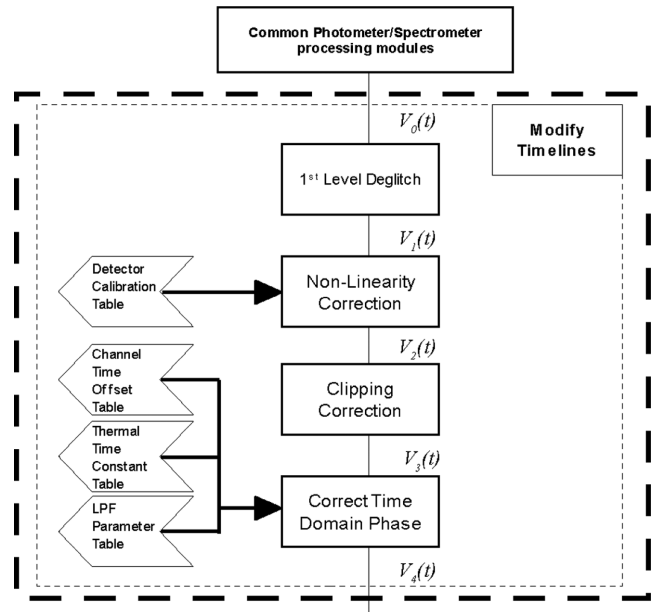 Common Photometer/Spectrometer
processing modules
V₀(t)
Modify
Timelines
1ˢᵗ Level Deglitch
V₁(t)
Detector
Calibration
Table
Non-Linearity
Correction
V₂(t)
Channel
Time
Offset
Table
Clipping
Correction
Thermal
Time
Constant
Table
V₃(t)
LPF
Parameter
Table
Correct Time
Domain Phase
V₄(t)